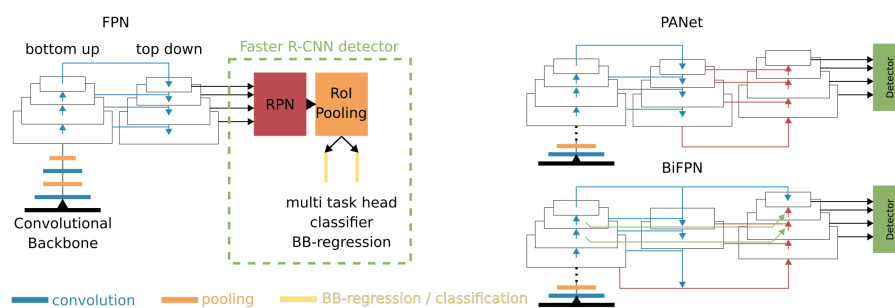 FPN
bottom up
top down
Faster R-CNN detector
RPN
RoI
Pooling
multi task head
classifier
BB-regression
Convolutional
Backbone
PANet
Detector
BiFPN
Detector
convolution
pooling
BB-regression / classification